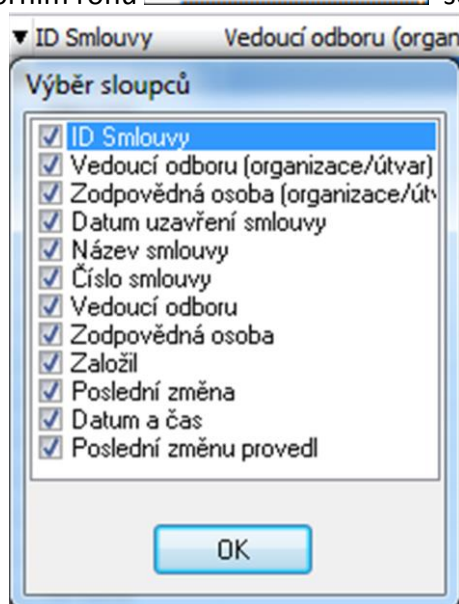 ▼ ID Smlouvy Vedoucí odboru (organ
Výběr sloupců
ID Smlouvy
Vedoucí odboru (organizace/útvar)
Zodpovědná osoba (organizace/útv
Datum uzavření smlouvy
Název smlouvy
Číslo smlouvy
Vedoucí odboru
Zodpovědná osoba
Založil
Poslední změna
Datum a čas
Poslední změnu provedl
OK